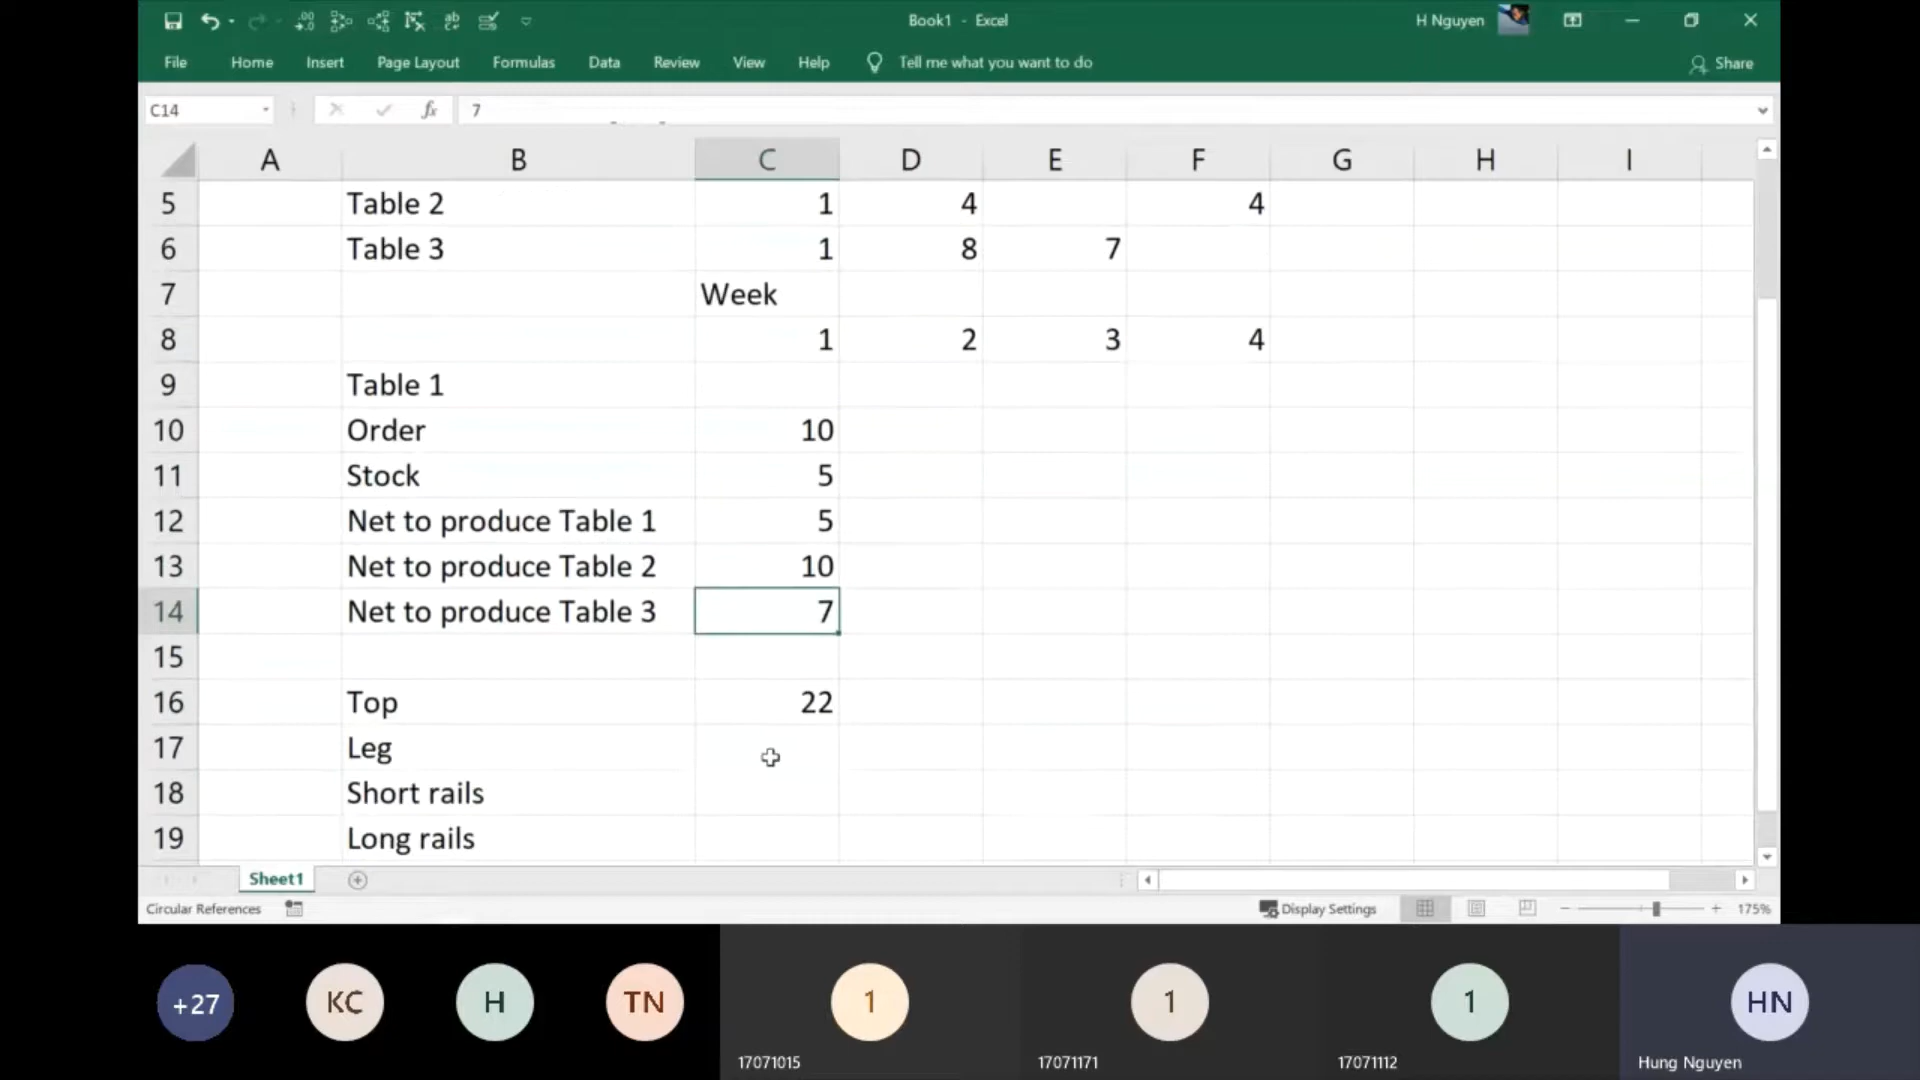 Book1 - Excel
H Nguyen
File Home Insert Page Layout Formulas Data Review View Help Tell me what you want to do Share
C14 fx 7
A B C D E F G H I
5 Table 2 1 4 4
6 Table 3 1 8 7
7 Week
8 1 2 3 4
9 Table 1
10 Order 10
11 Stock 5
12 Net to produce Table 1 5
13 Net to produce Table 2 10
14 Net to produce Table 3 7
15
16 Top 22
17 Leg
18 Short rails
19 Long rails
Sheet1
Circular References Display Settings 175%
+27 KC H TN 1 1 1 HN
17071015 17071171 17071112 Hung Nguyen